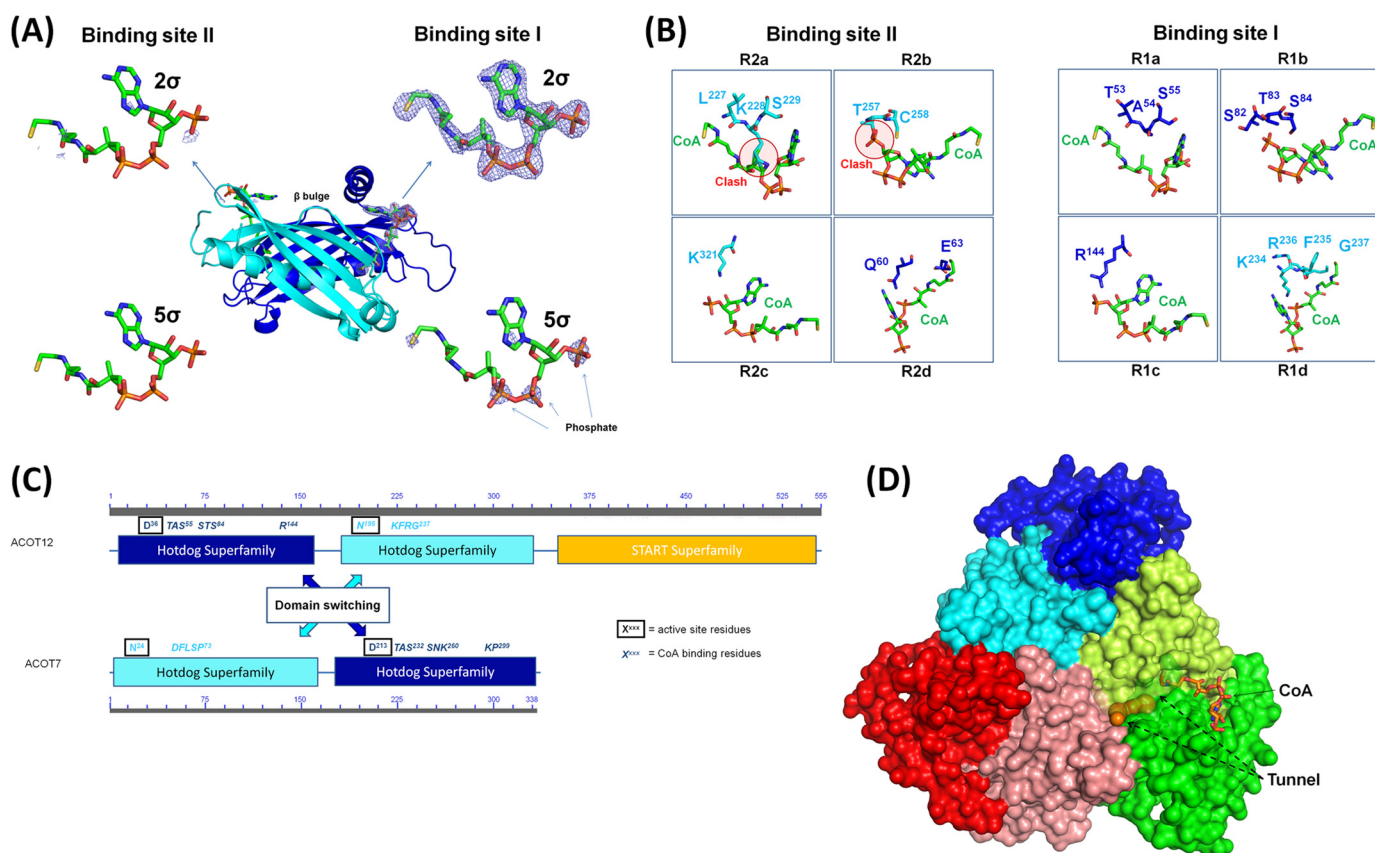 (A)
Binding site II
Binding site I
2σ
2σ
β bulge
5σ
5σ
Phosphate
(B)
Binding site II
Binding site I
R2a
R2b
R1a
R1b
L227
K228
S229
CoA
Clash
T257
C258
Clash
CoA
T53
A54
S55
CoA
S82
T83
S84
CoA
K321
CoA
Q60
E63
CoA
R144
CoA
K234
R236
F235
G237
CoA
R2c
R2d
R1c
R1d
(C)
1 75 150 225 300 375 450 555
D36 TAS55 STS84 R144 N195 KFRG237
ACOT12
Hotdog Superfamily
Hotdog Superfamily
START Superfamily
Domain switching
N24 DFLSP73 D213 TAS232 SNK260 KP299
ACOT7
Hotdog Superfamily
Hotdog Superfamily
1 75 150 225 300 338
Xxxx = active site residues
Xxxx = CoA binding residues
(D)
CoA
Tunnel